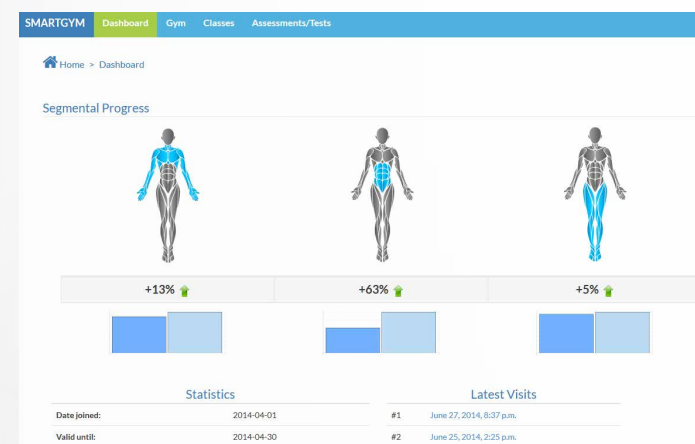 SMARTGYM Dashboard Gym Classes Assessments/Tests
Home > Dashboard
Segmental Progress
+13% +63% +5%
Statistics Latest Visits
Date joined: 2014-04-01 #1 June 27, 2014, 8:37 p.m.
Valid until: 2014-04-30 #2 June 25, 2014, 2:25 p.m.